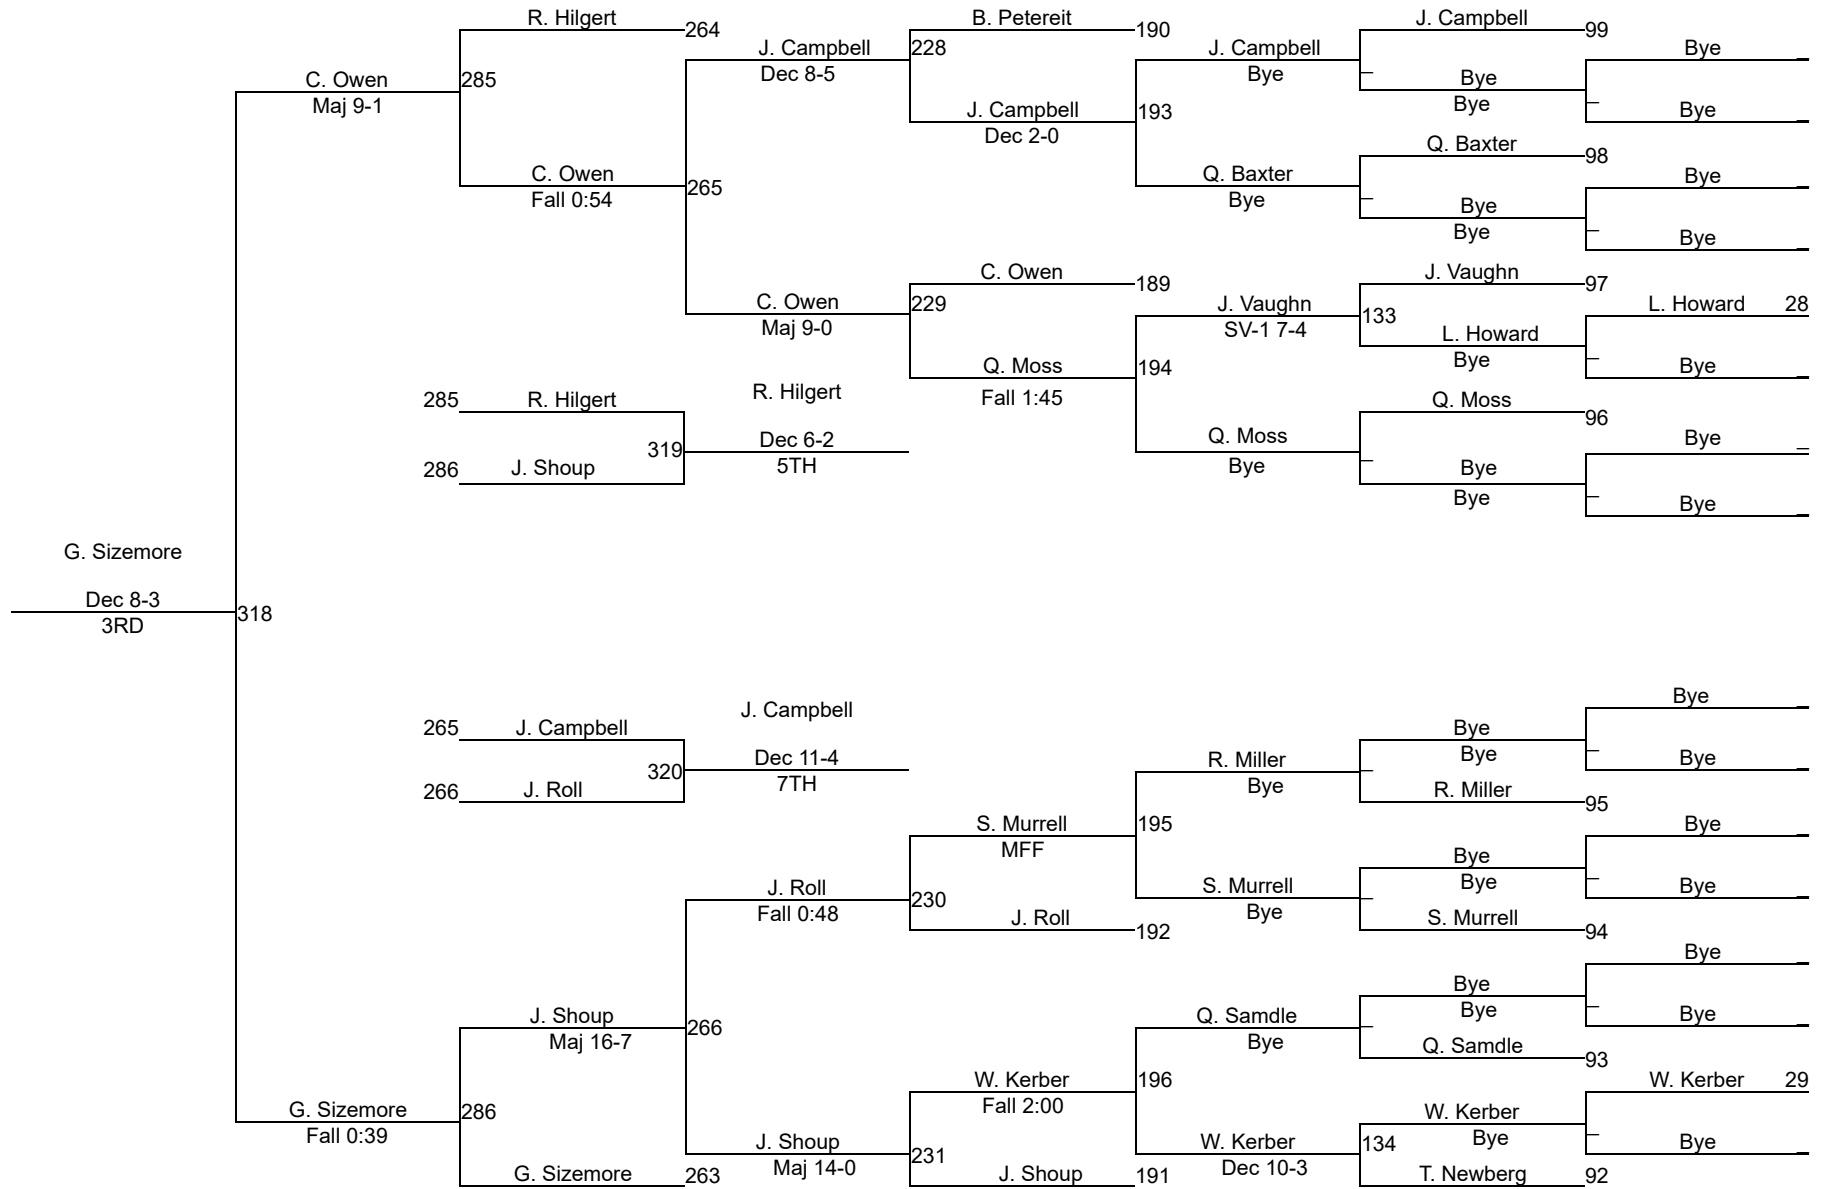 R. Hilgert
264
B. Petereit
190
J. Campbell
99
J. Campbell
Dec 8-5
228
J. Campbell
Bye
Bye
_
C. Owen
Maj 9-1
285
_
Bye
Bye
J. Campbell
Dec 2-0
193
_
Bye
_
Q. Baxter
98
C. Owen
Fall 0:54
265
Q. Baxter
Bye
_
Bye
_
Bye
Bye
_
Bye
_
C. Owen
189
J. Vaughn
97
C. Owen
Maj 9-0
229
J. Vaughn
SV-1 7-4
133
L. Howard
28
L. Howard
Bye
Q. Moss
Fall 1:45
194
_
Bye
_
285
R. Hilgert
R. Hilgert
Q. Moss
96
319
Dec 6-2
5TH
Q. Moss
Bye
_
Bye
_
286
J. Shoup
Bye
Bye
_
Bye
_
G. Sizemore
Dec 8-3
3RD
318
Bye
_
265
J. Campbell
J. Campbell
Bye
Bye
_
Bye
_
320
Dec 11-4
7TH
R. Miller
Bye
_
266
J. Roll
R. Miller
95
S. Murrell
MFF
195
Bye
_
Bye
Bye
J. Roll
Fall 0:48
230
S. Murrell
Bye
_
_
Bye
_
J. Roll
192
S. Murrell
94
Bye
_
Bye
Bye
J. Shoup
Maj 16-7
266
Q. Samdle
Bye
_
_
Bye
_
Q. Samdle
93
W. Kerber
Fall 2:00
196
W. Kerber
29
G. Sizemore
Fall 0:39
286
W. Kerber
Bye
_
Bye
_
J. Shoup
Maj 14-0
231
W. Kerber
Dec 10-3
134
G. Sizemore
263
J. Shoup
191
T. Newberg
92